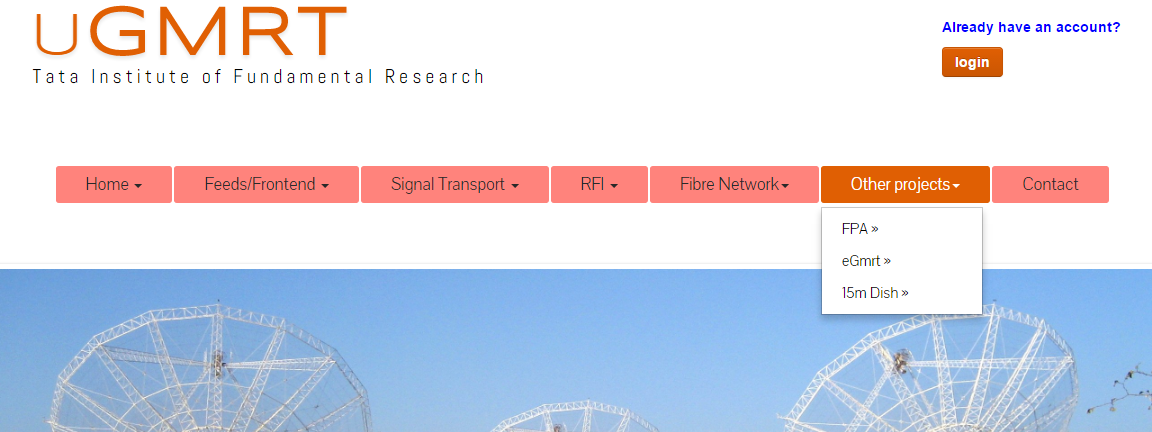 uGMRT
Already have an account?
login
Tata Institute of Fundamental Research
Home Feeds/Frontend Signal Transport RFI Fibre Network Other projects Contact
FPA »
eGmrt »
15m Dish »